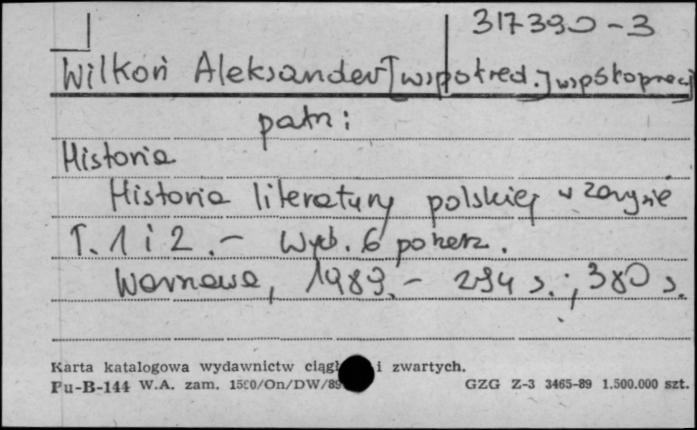 317390-3
Wilkoń Aleksander [współred.] współpraca
patrz:
Historia
Historia literatury polskiej w zarysie
T. 1 i 2. - Wyd. 6 poszerz.
Warszawa, 1989. - 294 s.; 380 s.
Karta katalogowa wydawnictw ciągł i zwartych.
Pu-B-144 W.A. zam. 1500/On/DW/89 GZG Z-3 3465-89 1.500.000 szt.